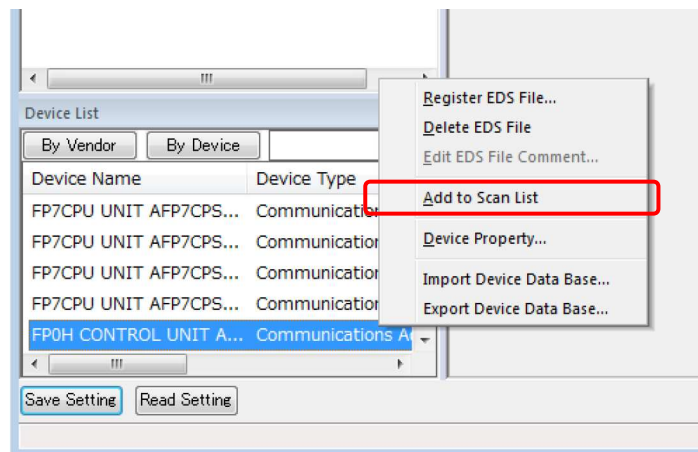 Device List
By Vendor By Device
Device Name Device Type
FP7CPU UNIT AFP7CPS... Communication
FP7CPU UNIT AFP7CPS... Communication
FP7CPU UNIT AFP7CPS... Communication
FP7CPU UNIT AFP7CPS... Communication
FP0H CONTROL UNIT A... Communications A
Register EDS File...
Delete EDS File
Edit EDS File Comment...
Add to Scan List
Device Property...
Import Device Data Base...
Export Device Data Base...
Save Setting Read Setting